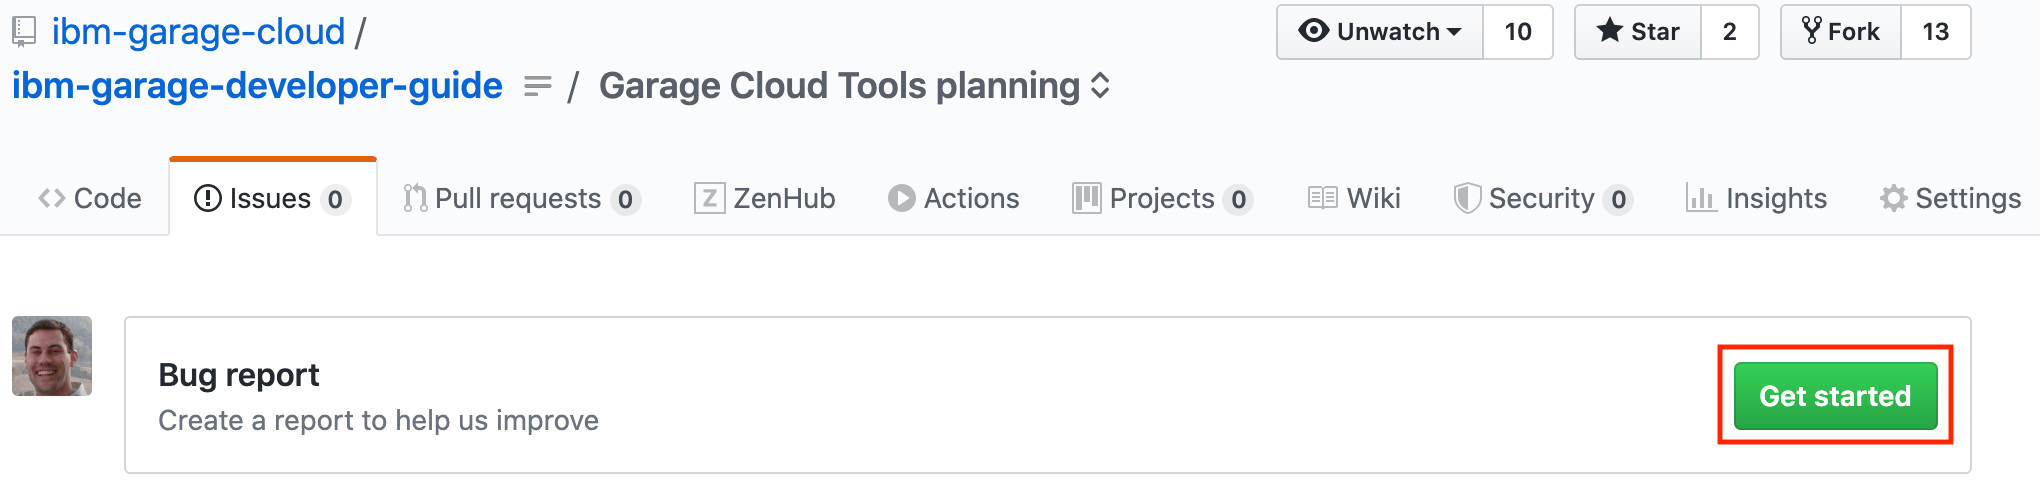 ibm-garage-cloud /
Unwatch 10 Star 2 Fork 13
ibm-garage-developer-guide / Garage Cloud Tools planning
Code Issues 0 Pull requests 0 Z ZenHub Actions Projects 0 Wiki Security 0 Insights Settings
Bug report
Create a report to help us improve
Get started